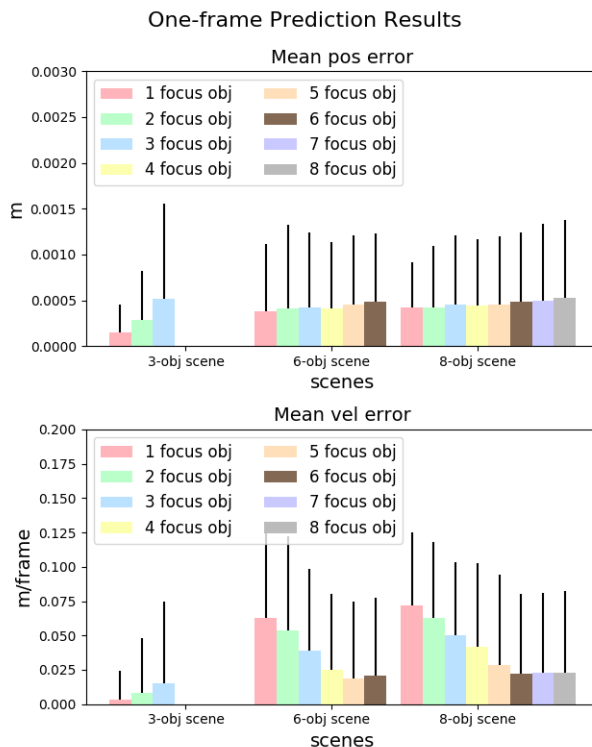 One-frame Prediction Results
Mean pos error
0.0030
0.0025
0.0020
0.0015
0.0010
0.0005
0.0000
m
1 focus obj
2 focus obj
3 focus obj
4 focus obj
5 focus obj
6 focus obj
7 focus obj
8 focus obj
3-obj scene
6-obj scene
8-obj scene
scenes
Mean vel error
0.200
0.175
0.150
0.125
0.100
0.075
0.050
0.025
0.000
m/frame
1 focus obj
2 focus obj
3 focus obj
4 focus obj
5 focus obj
6 focus obj
7 focus obj
8 focus obj
3-obj scene
6-obj scene
8-obj scene
scenes